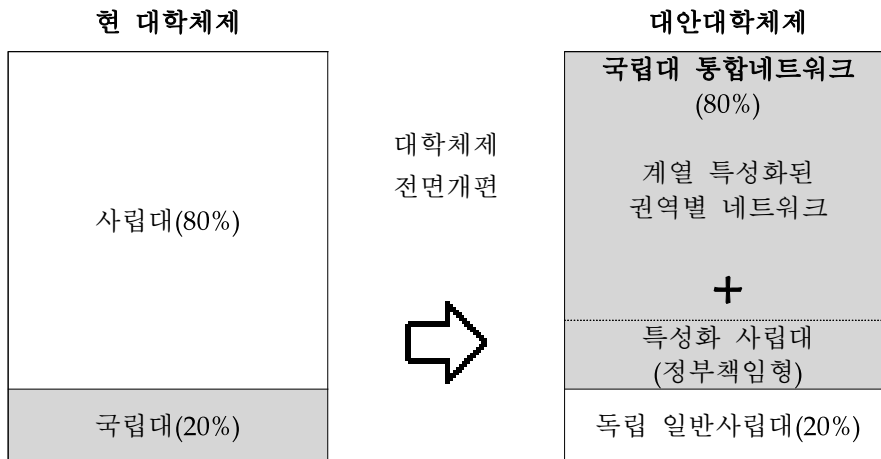 현 대학체제
사립대(80%)
국립대(20%)
대학체제
전면개편
대안대학체제
국립대 통합네트워크
(80%)
계열 특성화된
권역별 네트워크
+
특성화 사립대
(정부책임형)
독립 일반사립대(20%)